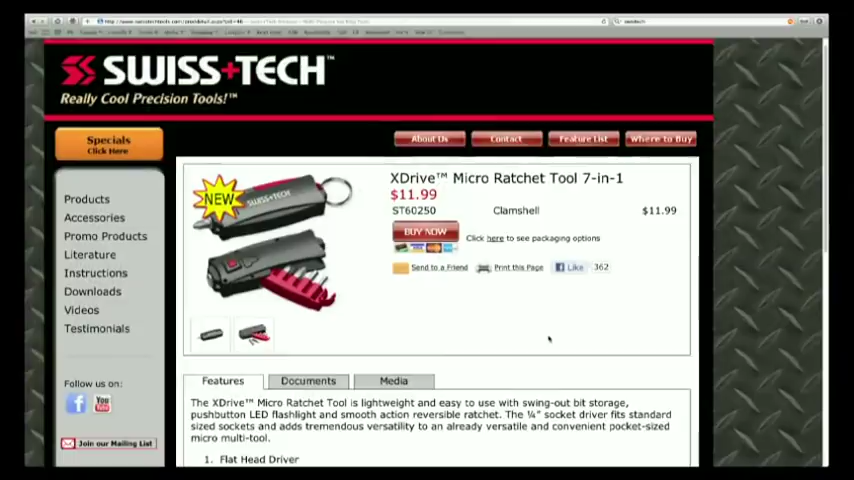 SWISS+TECH™
Really Cool Precision Tools!™
Specials
Click Here
About Us
Contact
Feature List
Where to Buy
Products
Accessories
Promo Products
Literature
Instructions
Downloads
Videos
Testimonials
Follow us on:
f
You
Join our Mailing List
NEW
SWISS+TECH
XDrive™ Micro Ratchet Tool 7-in-1
$11.99
ST60250 Clamshell $11.99
BUY NOW
Click here to see packaging options
Send to a Friend
Print this Page
Like 362
Features
Documents
Media
The XDrive™ Micro Ratchet Tool is lightweight and easy to use with swing-out bit storage,
pushbutton LED flashlight and smooth action reversible ratchet. The ¼" socket driver fits standard
sized sockets and adds tremendous versatility to an already versatile and convenient pocket-sized
micro multi-tool.
1. Flat Head Driver